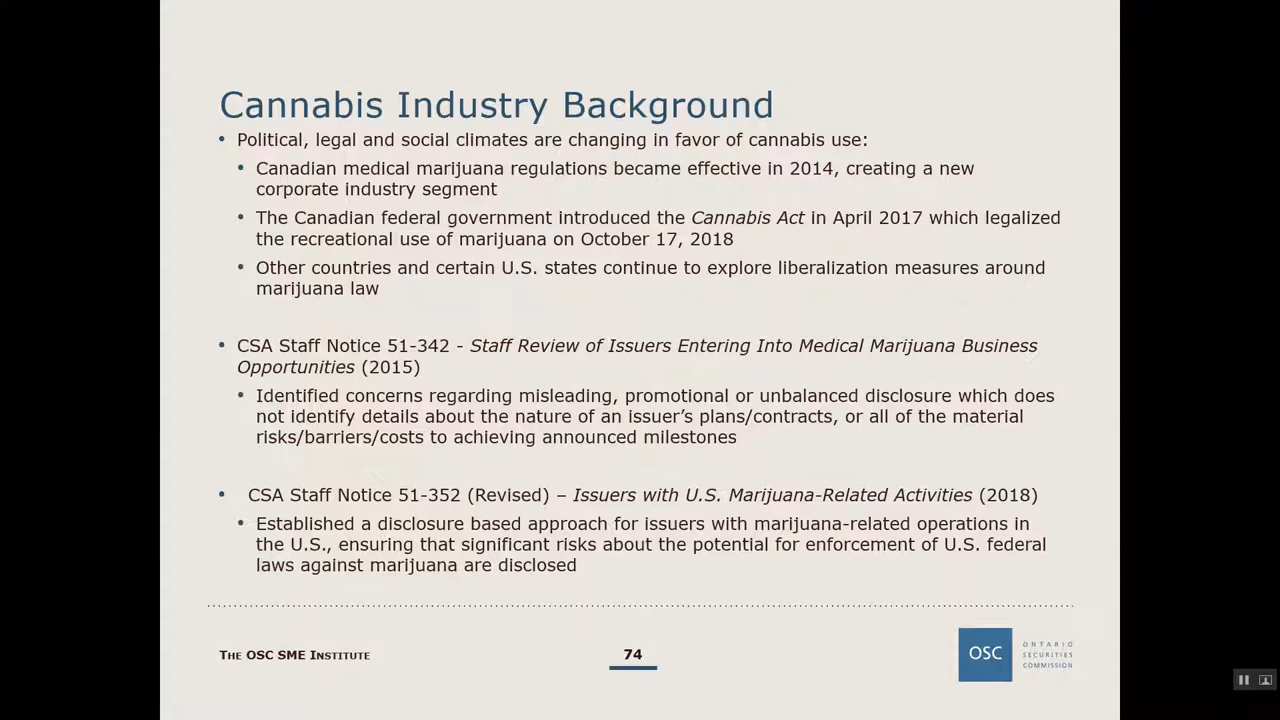 Cannabis Industry Background
• Political, legal and social climates are changing in favor of cannabis use:
• Canadian medical marijuana regulations became effective in 2014, creating a new
corporate industry segment
• The Canadian federal government introduced the Cannabis Act in April 2017 which legalized
the recreational use of marijuana on October 17, 2018
• Other countries and certain U.S. states continue to explore liberalization measures around
marijuana law
• CSA Staff Notice 51-342 - Staff Review of Issuers Entering Into Medical Marijuana Business
Opportunities (2015)
• Identified concerns regarding misleading, promotional or unbalanced disclosure which does
not identify details about the nature of an issuer’s plans/contracts, or all of the material
risks/barriers/costs to achieving announced milestones
• CSA Staff Notice 51-352 (Revised) – Issuers with U.S. Marijuana-Related Activities (2018)
• Established a disclosure based approach for issuers with marijuana-related operations in
the U.S., ensuring that significant risks about the potential for enforcement of U.S. federal
laws against marijuana are disclosed
THE OSC SME INSTITUTE
74
OSC
ONTARIO
SECURITIES
COMMISSION